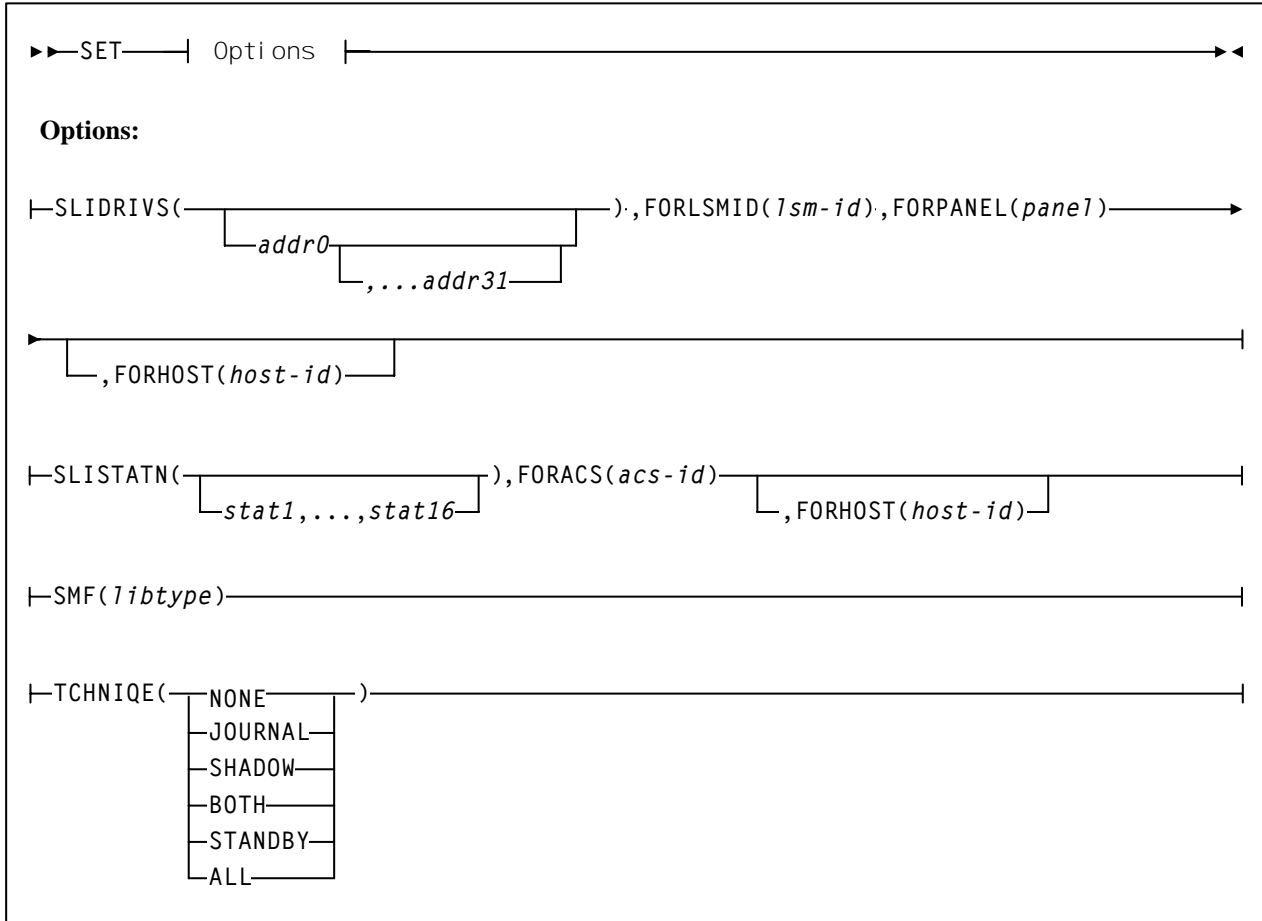 SET Options
Options:
SLIDRIVS( ),FORLSMID(lsm-id),FORPANEL(panel)
addr0
,...addr31
,FORHOST(host-id)
SLISTATN( ),FORACS(acs-id)
stat1,...,stat16 ,FORHOST(host-id)
SMF(libtype)
TCHNIQE( NONE )
JOURNAL
SHADOW
BOTH
STANDBY
ALL